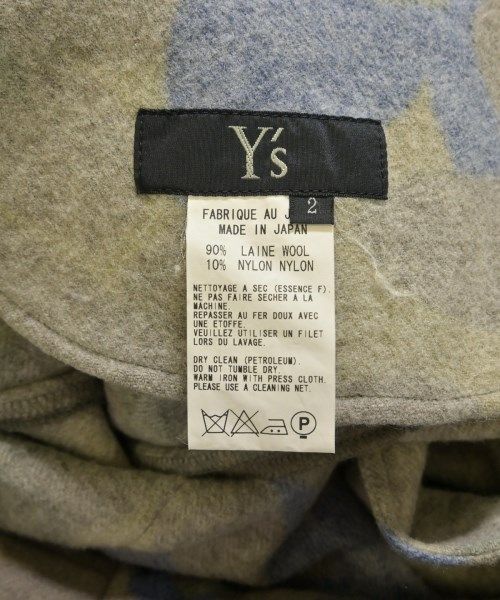 Y's
2
FABRIQUE AU J
MADE IN JAPAN
90% LAINE WOOL
10% NYLON NYLON
NETTOYAGE A SEC (ESSENCE F).
NE PAS FAIRE SECHER A LA
MACHINE.
REPASSER AU FER DOUX AVEC
UNE ETOFFE.
VEUILLEZ UTILISER UN FILET
LORS DU LAVAGE.
DRY CLEAN (PETROLEUM).
DO NOT TUMBLE DRY.
WARM IRON WITH PRESS CLOTH.
PLEASE USE A CLEANING NET.
P